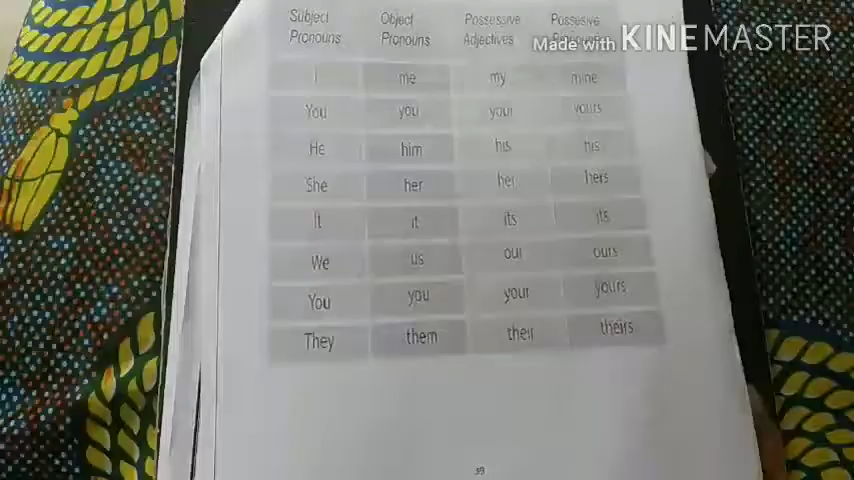 Subject Object Possessive Possesive
Pronouns Pronouns Adjectives
Made with KINEMASTER
I me my mine
You you your yours
He him his his
She her her hers
It it its its
We us our ours
You you your yours
They them their theirs
39